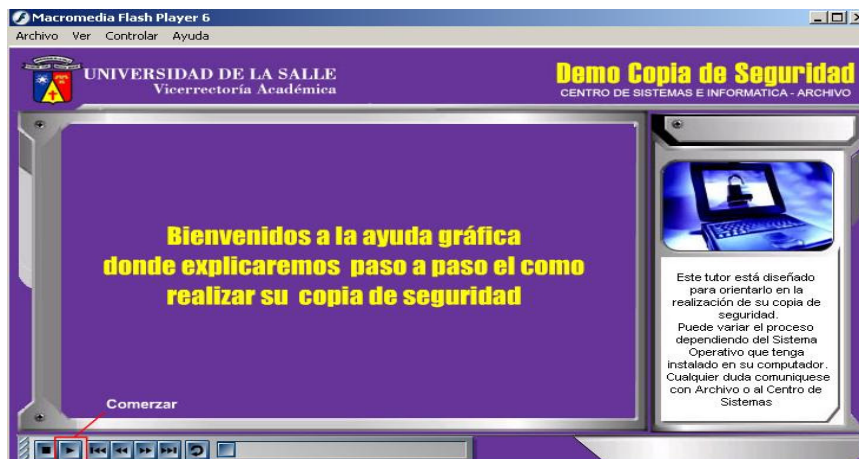 Macromedia Flash Player 6
Archivo Ver Controlar Ayuda
UNIVERSIDAD DE LA SALLE
Vicerrectoría Académica
Demo Copia de Seguridad
CENTRO DE SISTEMAS E INFORMATICA - ARCHIVO
Bienvenidos a la ayuda gráfica
donde explicaremos paso a paso el como
realizar su copia de seguridad
Comerzar
Este tutor está diseñado
para orientarlo en la
realización de su copia de
seguridad.
Puede variar el proceso
dependiendo del Sistema
Operativo que tenga
instalado en su computador.
Cualquier duda comuniquese
con Archivo o al Centro de
Sistemas